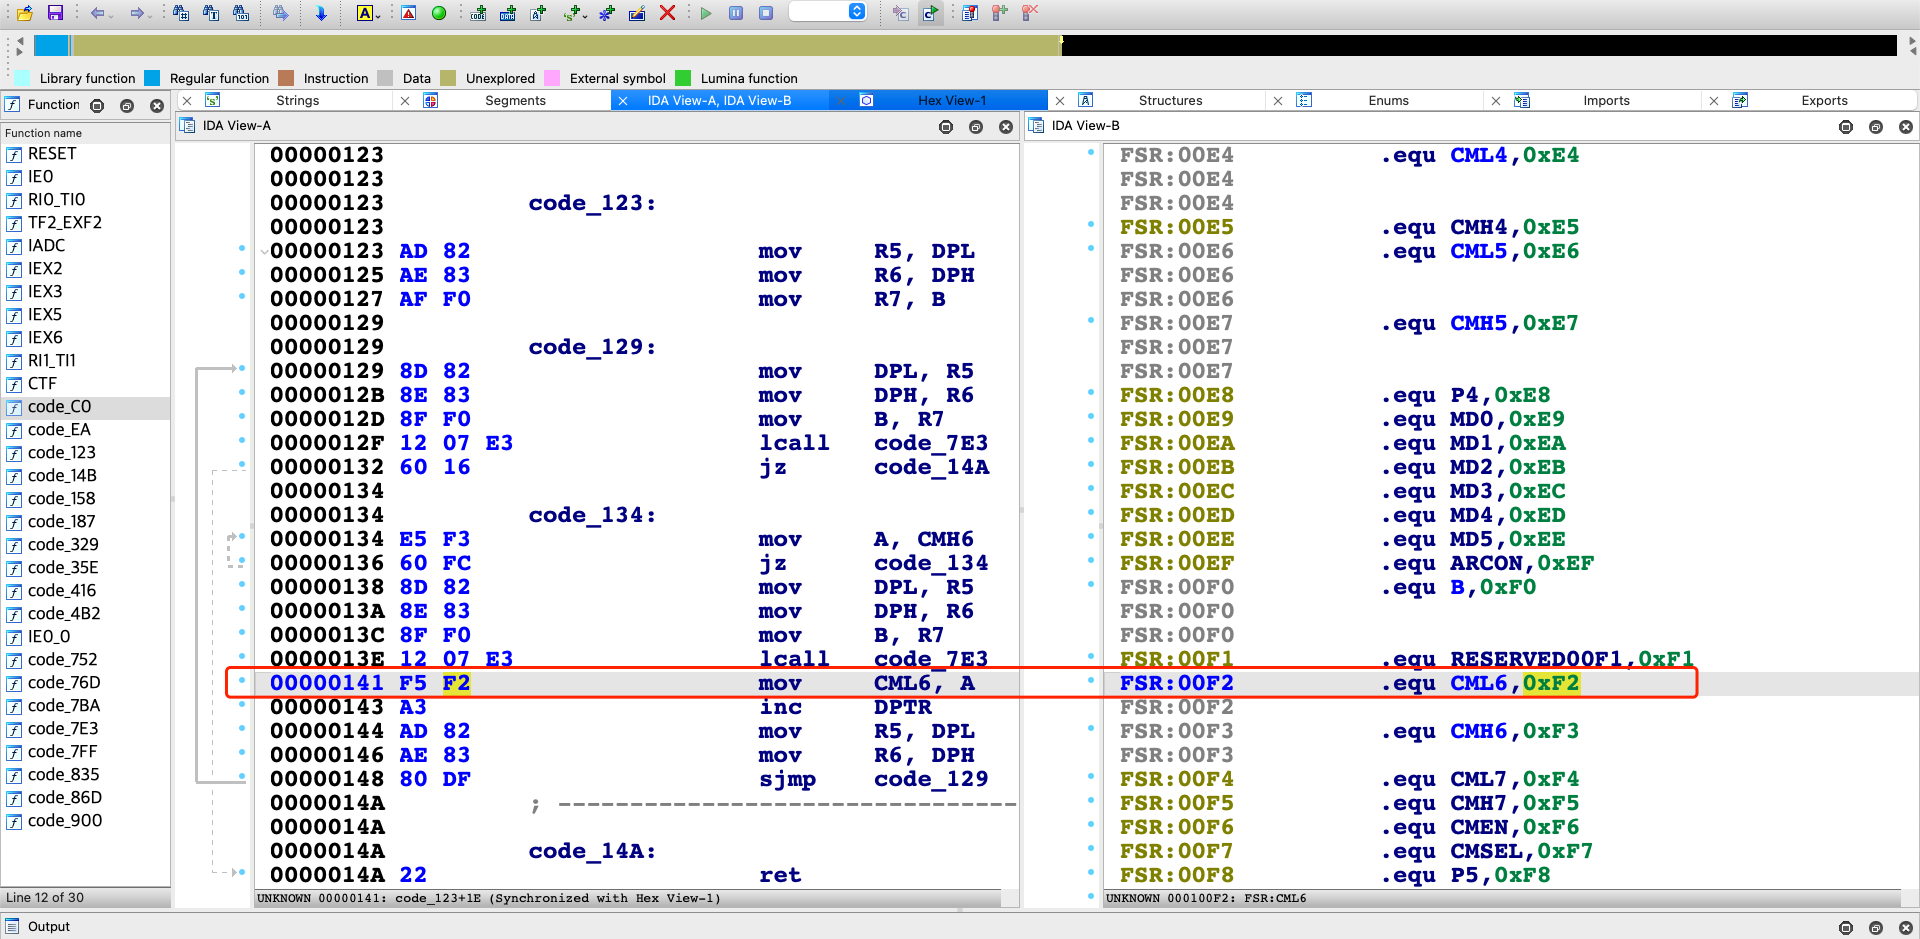 Library function Regular function Instruction Data Unexplored External symbol Lumina function
Function
Strings Segments IDA View-A, IDA View-B Hex View-1 Structures Enums Imports Exports
Function name
RESET
IE0
RI0_TI0
TF2_EXF2
IADC
IEX2
IEX3
IEX5
IEX6
RI1_TI1
CTF
code_C0
code_EA
code_123
code_14B
code_158
code_187
code_329
code_35E
code_416
code_4B2
IE0_0
code_752
code_76D
code_7BA
code_7E3
code_7FF
code_835
code_86D
code_900
Line 12 of 30
IDA View-A
00000123
00000123
00000123 code_123:
00000123
00000123 AD 82 mov R5, DPL
00000125 AE 83 mov R6, DPH
00000127 AF F0 mov R7, B
00000129
00000129 code_129:
00000129 8D 82 mov DPL, R5
0000012B 8E 83 mov DPH, R6
0000012D 8F F0 mov B, R7
0000012F 12 07 E3 lcall code_7E3
00000132 60 16 jz code_14A
00000134
00000134 code_134:
00000134 E5 F3 mov A, CMH6
00000136 60 FC jz code_134
00000138 8D 82 mov DPL, R5
0000013A 8E 83 mov DPH, R6
0000013C 8F F0 mov B, R7
0000013E 12 07 E3 lcall code_7E3
00000141 F5 F2 mov CML6, A
00000143 A3 inc DPTR
00000144 AD 82 mov R5, DPL
00000146 AE 83 mov R6, DPH
00000148 80 DF sjmp code_129
0000014A ; --------------------------------
0000014A
0000014A code_14A:
0000014A 22 ret
UNKNOWN 00000141: code_123+1E (Synchronized with Hex View-1)
IDA View-B
FSR:00E4 .equ CML4,0xE4
FSR:00E4
FSR:00E4
FSR:00E5 .equ CMH4,0xE5
FSR:00E6 .equ CML5,0xE6
FSR:00E6
FSR:00E6
FSR:00E7 .equ CMH5,0xE7
FSR:00E7
FSR:00E7
FSR:00E8 .equ P4,0xE8
FSR:00E9 .equ MD0,0xE9
FSR:00EA .equ MD1,0xEA
FSR:00EB .equ MD2,0xEB
FSR:00EC .equ MD3,0xEC
FSR:00ED .equ MD4,0xED
FSR:00EE .equ MD5,0xEE
FSR:00EF .equ ARCON,0xEF
FSR:00F0 .equ B,0xF0
FSR:00F0
FSR:00F0
FSR:00F1 .equ RESERVED00F1,0xF1
FSR:00F2 .equ CML6,0xF2
FSR:00F2
FSR:00F3 .equ CMH6,0xF3
FSR:00F3
FSR:00F4 .equ CML7,0xF4
FSR:00F5 .equ CMH7,0xF5
FSR:00F6 .equ CMEN,0xF6
FSR:00F7 .equ CMSEL,0xF7
FSR:00F8 .equ P5,0xF8
UNKNOWN 000100F2: FSR:CML6
Output